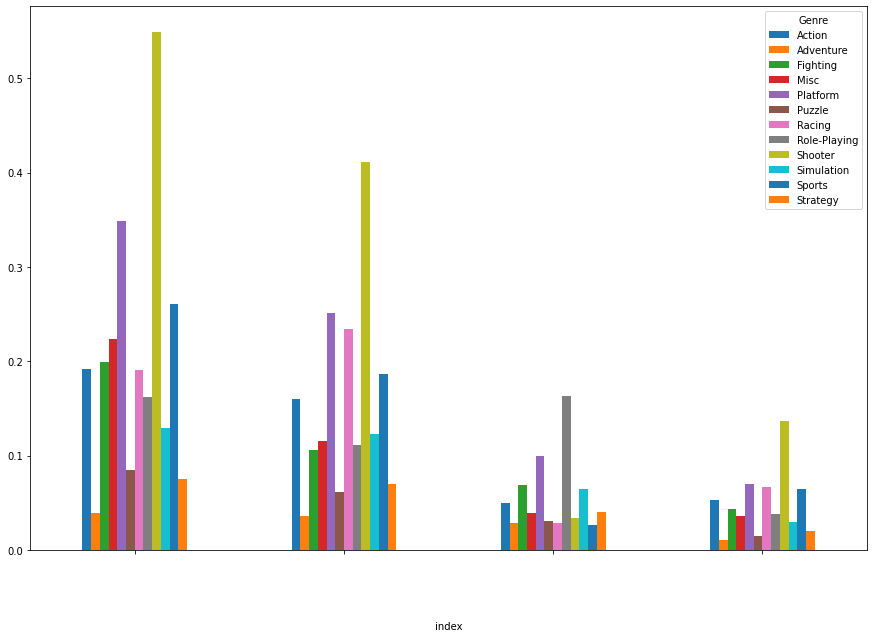 Genre
Action
Adventure
Fighting
Misc
Platform
Puzzle
Racing
Role-Playing
Shooter
Simulation
Sports
Strategy
0.5
0.4
0.3
0.2
0.1
0.0
index